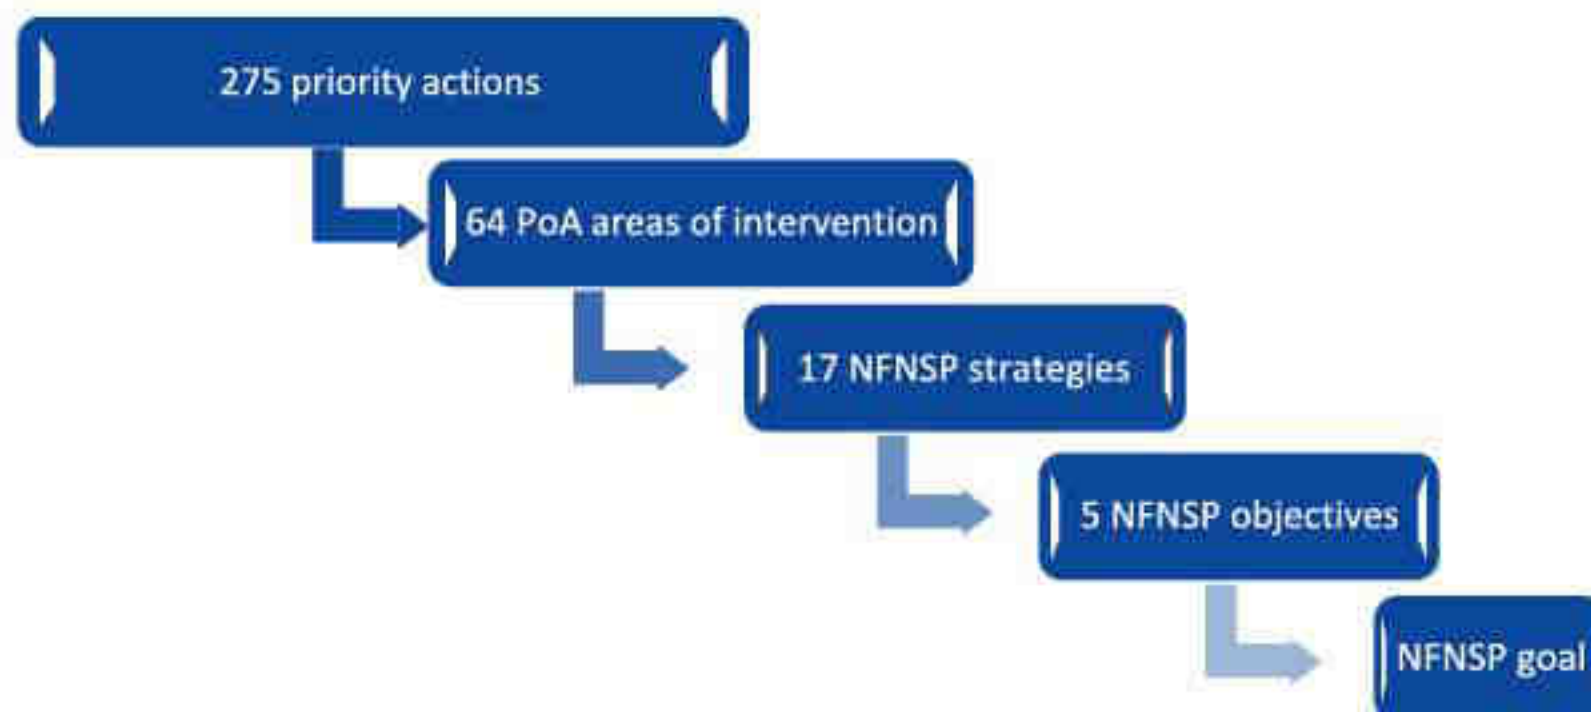 275 priority actions
64 PoA areas of intervention
17 NFNSP strategies
5 NFNSP objectives
NFNSP goal